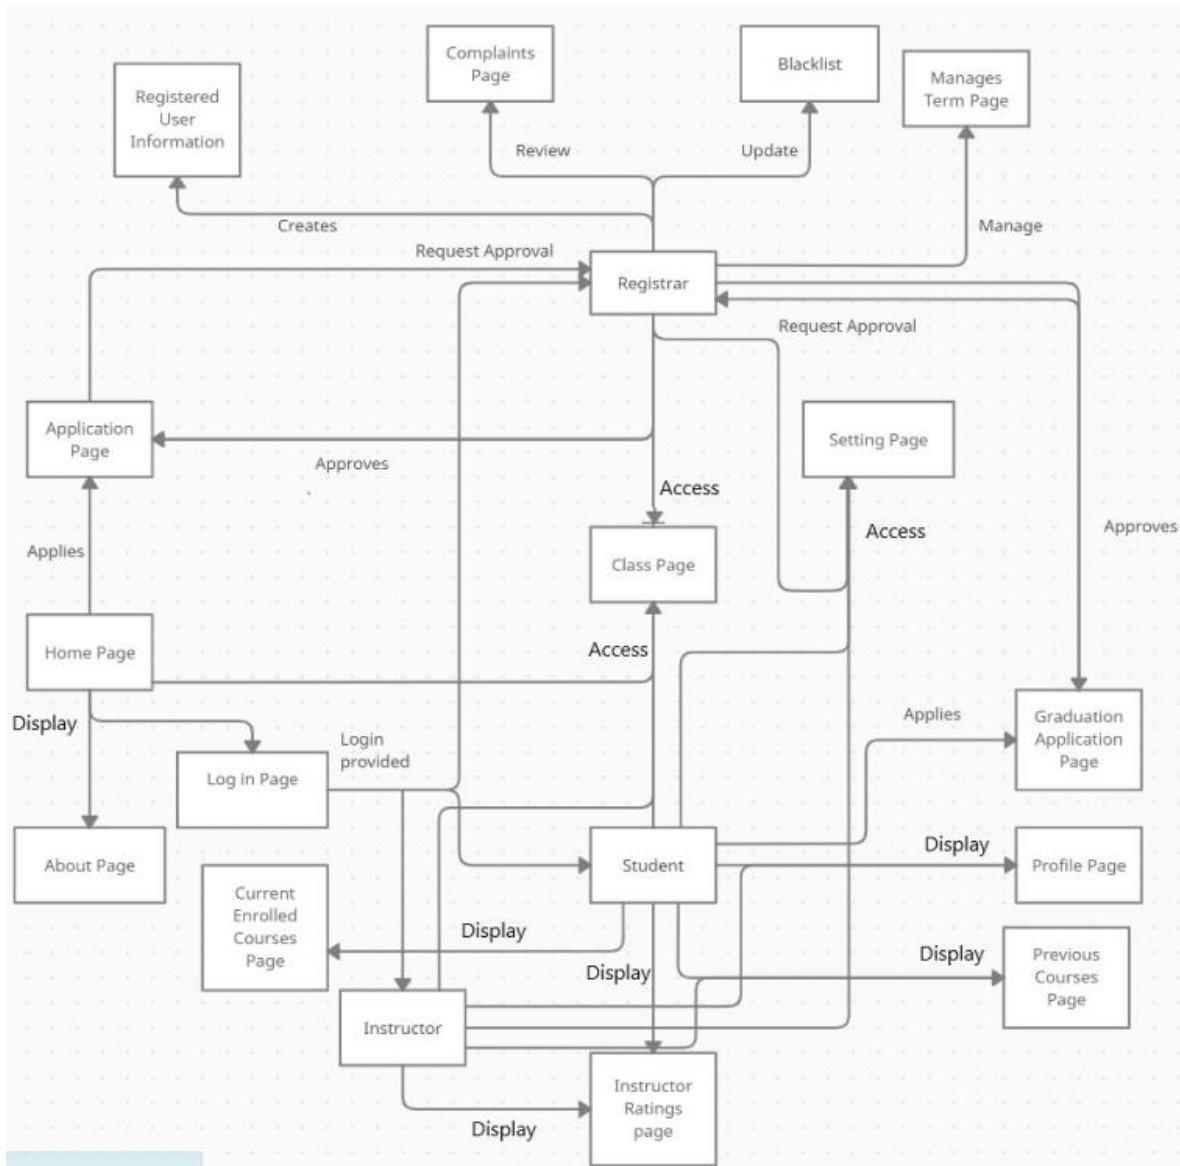 Complaints
Page
Blacklist
Manages
Term Page
Registered
User
Information
Review
Update
Creates
Manage
Request Approval
Registrar
Request Approval
Application
Page
Setting Page
Approves
Access
Access
Approves
Applies
Class Page
Home Page
Access
Display
Login
provided
Applies
Graduation
Application
Page
Log in Page
About Page
Student
Display
Profile Page
Current
Enrolled
Courses
Page
Display
Display
Display
Previous
Courses
Page
Instructor
Instructor
Ratings
page
Display